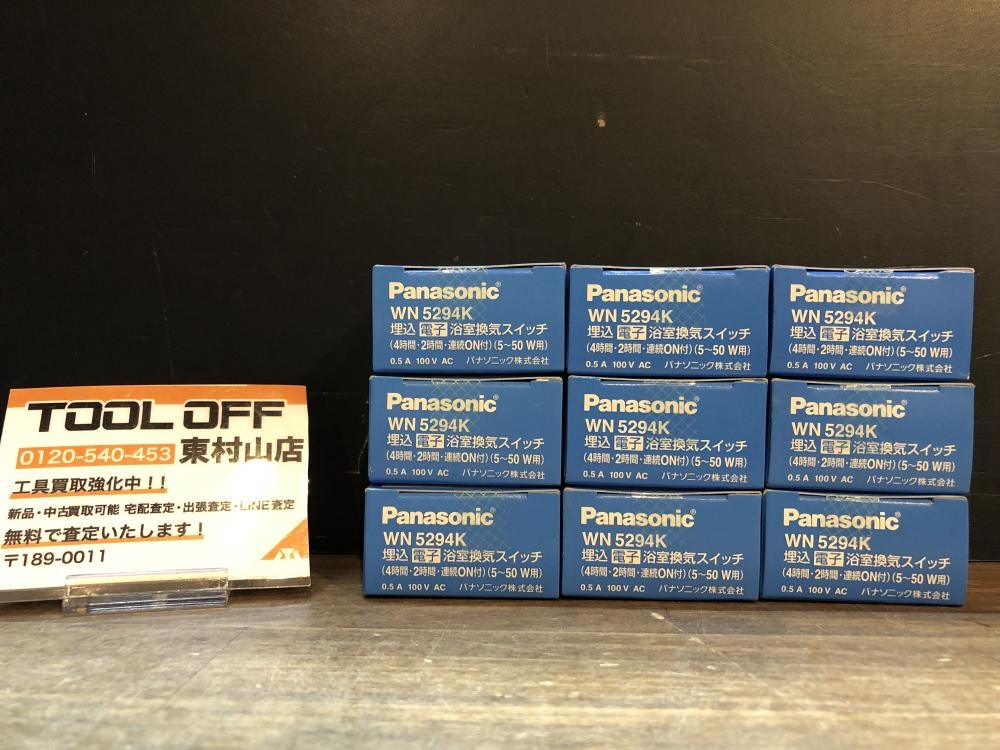 TOOL OFF
0120-540-453 東村山店
工具買取強化中！！
新品・中古買取可能 宅配査定・出張査定・LINE査定
無料で査定いたします！
〒189-0011
Panasonic
WN 5294K
埋込 電子 浴室換気スイッチ
(4時間・2時間・連続ON付)(5～50 W用)
0.5 A 100 V AC パナソニック株式会社
Panasonic
WN 5294K
埋込 電子 浴室換気スイッチ
(4時間・2時間・連続ON付)(5～50 W用)
0.5 A 100 V AC パナソニック株式会社
Panasonic
WN 5294K
埋込 電子 浴室換気スイッチ
(4時間・2時間・連続ON付)(5～50 W用)
0.5 A 100 V AC パナソニック株式会社
Panasonic
WN 5294K
埋込 電子 浴室換気スイッチ
(4時間・2時間・連続ON付)(5～50 W用)
0.5 A 100 V AC パナソニック株式会社
Panasonic
WN 5294K
埋込 電子 浴室換気スイッチ
(4時間・2時間・連続ON付)(5～50 W用)
0.5 A 100 V AC パナソニック株式会社
Panasonic
WN 5294K
埋込 電子 浴室換気スイッチ
(4時間・2時間・連続ON付)(5～50 W用)
0.5 A 100 V AC パナソニック株式会社
Panasonic
WN 5294K
埋込 電子 浴室換気スイッチ
(4時間・2時間・連続ON付)(5～50 W用)
0.5 A 100 V AC パナソニック株式会社
Panasonic
WN 5294K
埋込 電子 浴室換気スイッチ
(4時間・2時間・連続ON付)(5～50 W用)
0.5 A 100 V AC パナソニック株式会社
Panasonic
WN 5294K
埋込 電子 浴室換気スイッチ
(4時間・2時間・連続ON付)(5～50 W用)
0.5 A 100 V AC パナソニック株式会社